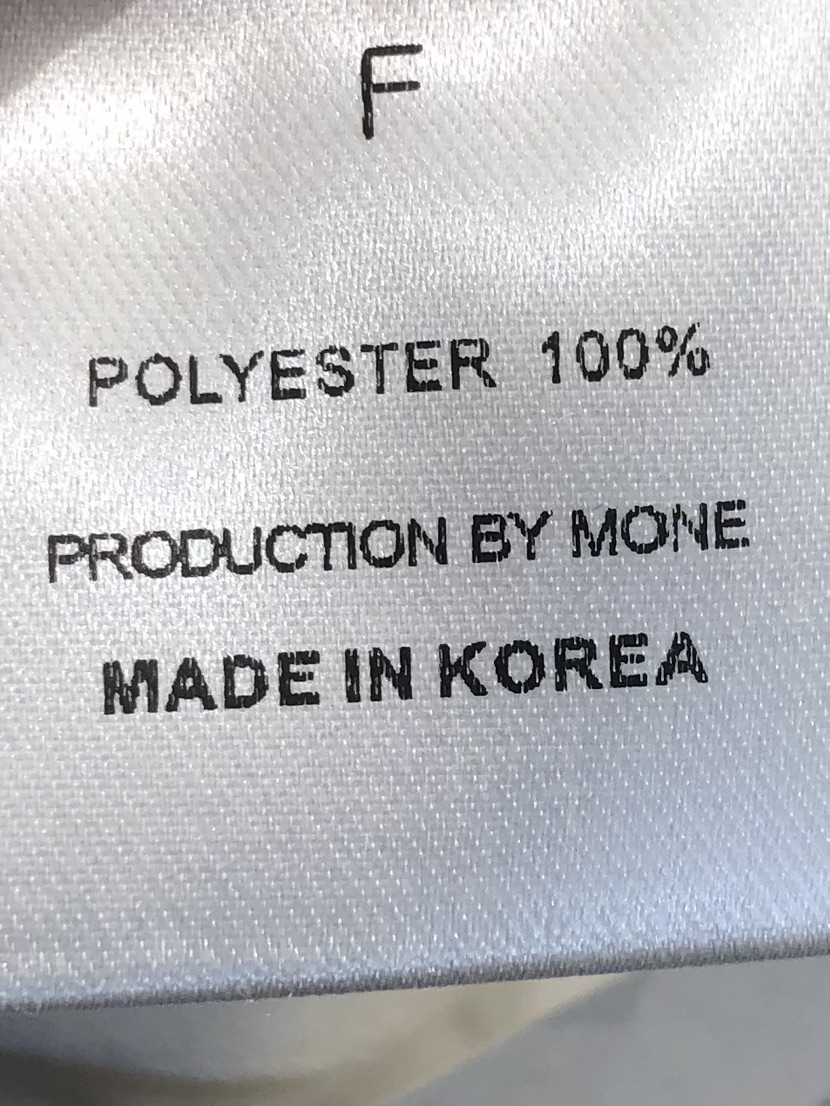 F
POLYESTER 100%
PRODUCTION BY MONE
MADE IN KOREA